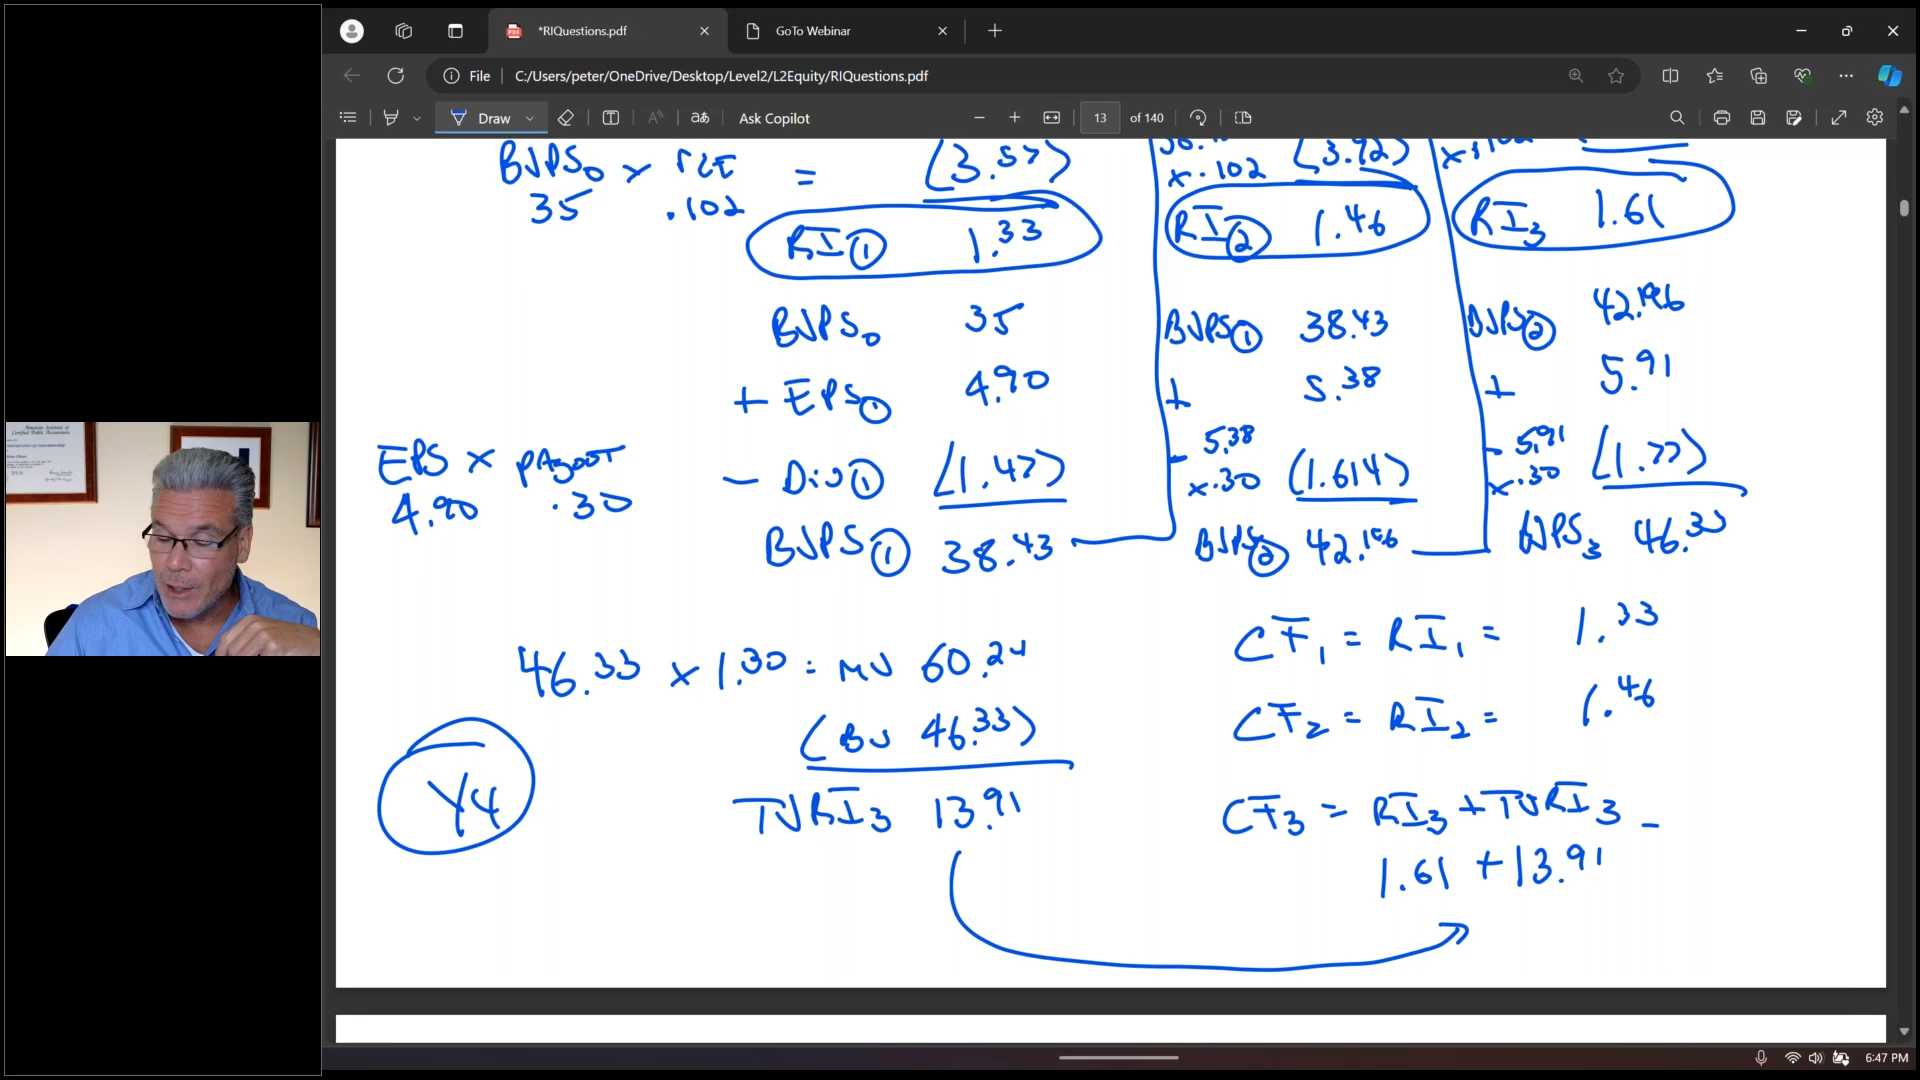 *RIQuestions.pdf
GoTo Webinar
File C:/Users/peter/OneDrive/Desktop/Level2/L2Equity/RIQuestions.pdf
Draw aあ Ask Copilot 13 of 140
BVPS0 x rCE = (3.57) x .102 (3.92)
35 .102
RI① 1.33 RI② 1.46 RI3 1.61
BVPS0 35 BVPS① 38.43 BVPS② 42.196
+ EPS① 4.90 + 5.38 + 5.91
EPS x payout - Div① (1.47) - 5.38 x.30 (1.614) - 5.91 x.30 (1.77)
4.90 .30
BVPS① 38.43 BVPS② 42.196 BVPS3 46.33
46.33 x 1.30 = MV 60.24 CF1 = RI1 = 1.33
(BV 46.33) CF2 = RI2 = 1.46
Y4 TVRI3 13.91 CF3 = RI3 + TVRI3 =
1.61 + 13.91
6:47 PM